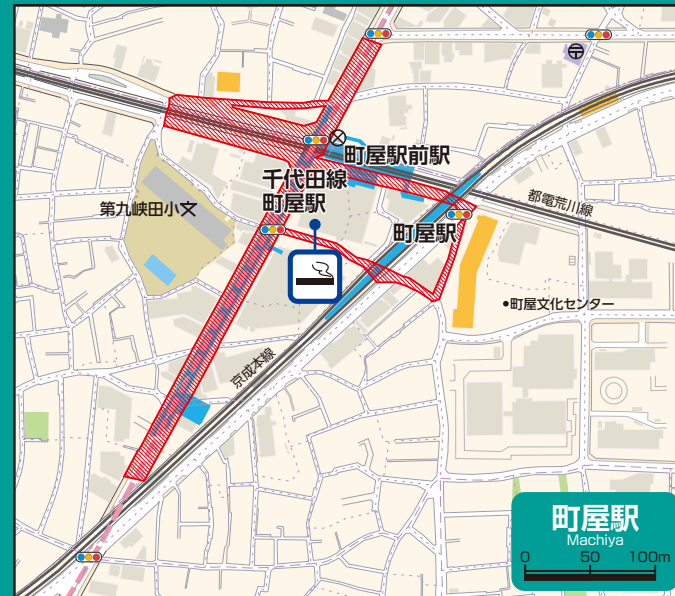 町屋駅前駅
千代田線
町屋駅
第九峡田小
都電荒川線
町屋駅
町屋文化センター
京成本線
町屋駅
Machiya
0 50 100m